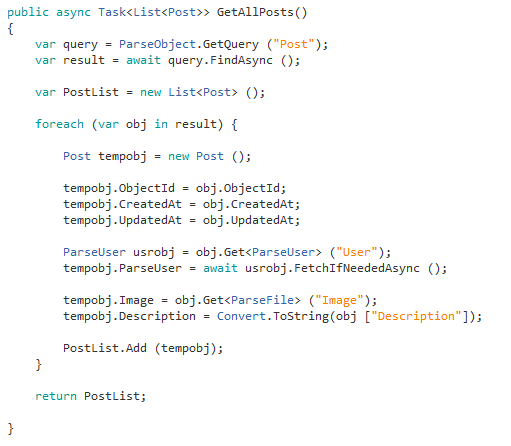 public async Task<List<Post>> GetAllPosts()
{
    var query = ParseObject.GetQuery ("Post");
    var result = await query.FindAsync ();

    var PostList = new List<Post> ();

    foreach (var obj in result) {

        Post tempobj = new Post ();

        tempobj.ObjectId = obj.ObjectId;
        tempobj.CreatedAt = obj.CreatedAt;
        tempobj.UpdatedAt = obj.UpdatedAt;

        ParseUser usrobj = obj.Get<ParseUser> ("User");
        tempobj.ParseUser = await usrobj.FetchIfNeededAsync ();

        tempobj.Image = obj.Get<ParseFile> ("Image");
        tempobj.Description = Convert.ToString(obj ["Description"]);

        PostList.Add (tempobj);
    }

    return PostList;

}